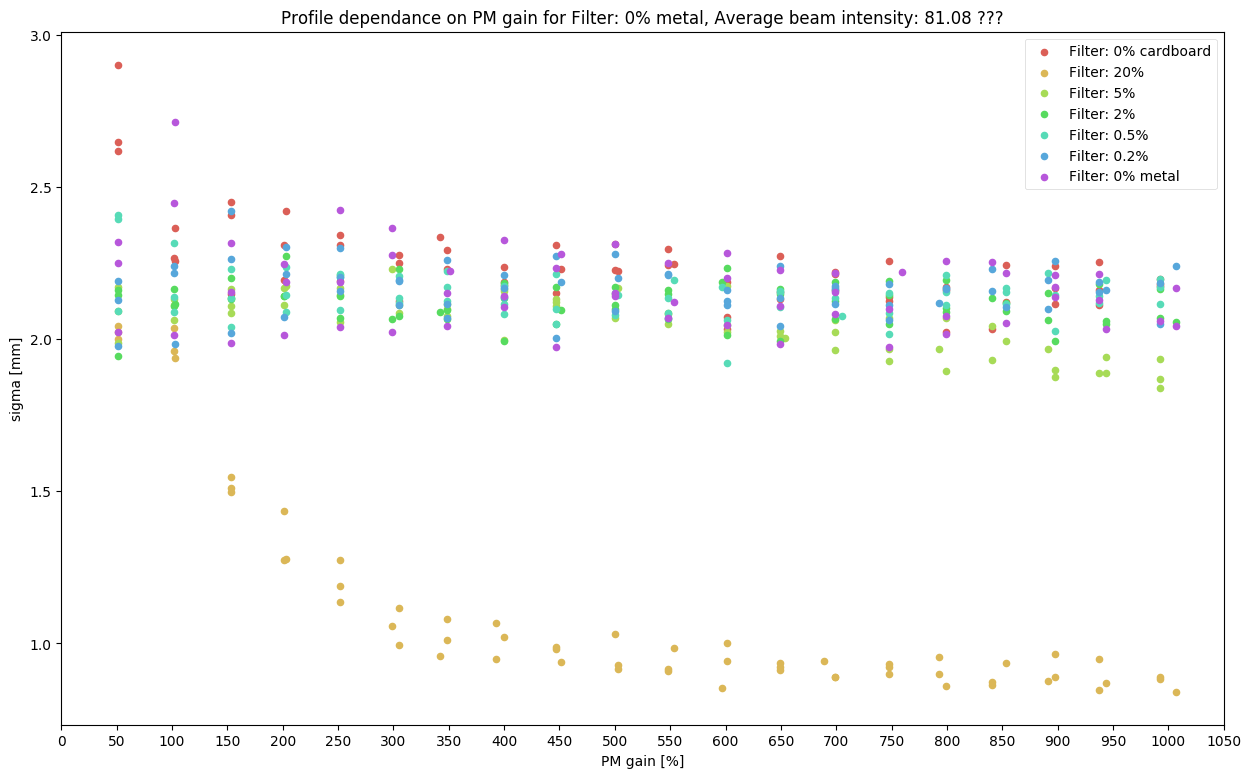 Profile dependance on PM gain for Filter: 0% metal, Average beam intensity: 81.08 ???
3.0
2.5
2.0
1.5
1.0
sigma [mm]
Filter: 0% cardboard
Filter: 20%
Filter: 5%
Filter: 2%
Filter: 0.5%
Filter: 0.2%
Filter: 0% metal
0 50 100 150 200 250 300 350 400 450 500 550 600 650 700 750 800 850 900 950 1000 1050
PM gain [%]